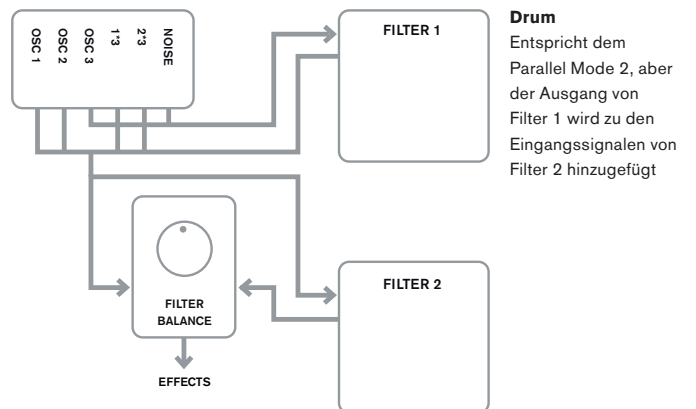 OSC 1
OSC 2
OSC 3
1*3
2*3
NOISE
FILTER 1
FILTER 2
FILTER
BALANCE
EFFECTS
Drum
Entspricht dem
Parallel Mode 2, aber
der Ausgang von
Filter 1 wird zu den
Eingangssignalen von
Filter 2 hinzugefügt